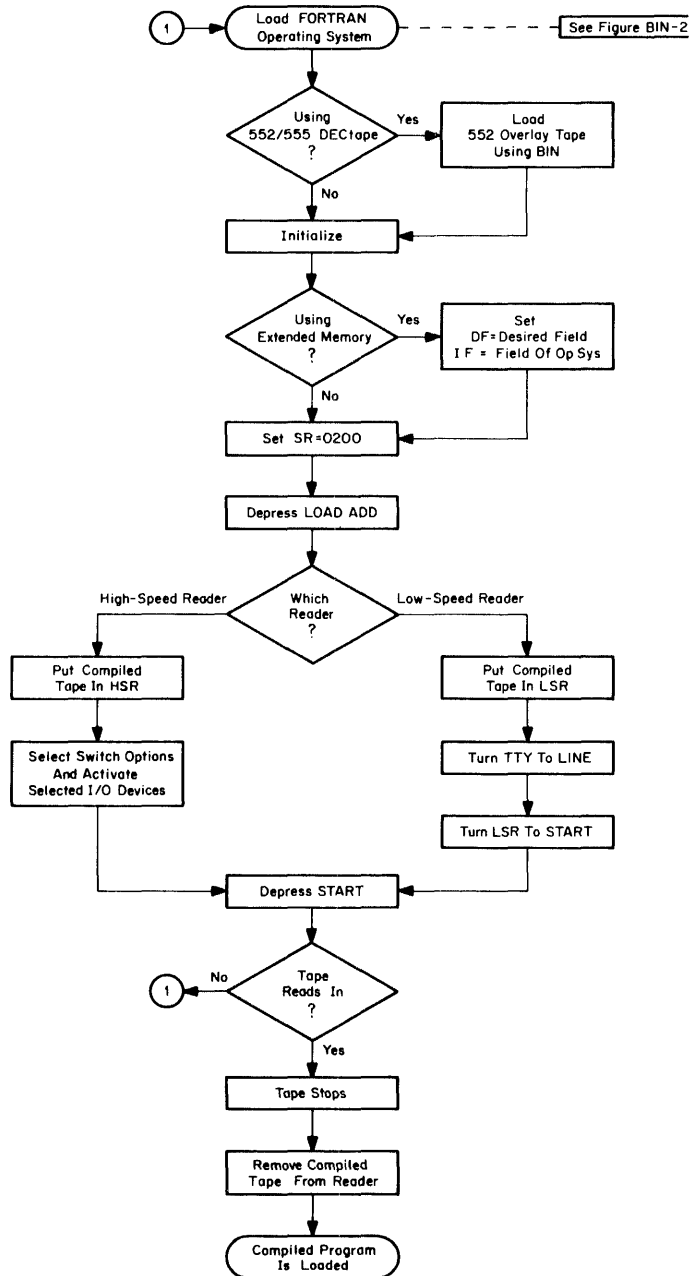 1
Load FORTRAN
Operating System
See Figure BIN-2
Using
552/555 DECtape
?
Yes
Load
552 Overlay Tape
Using BIN
No
Initialize
Using
Extended Memory
?
Yes
Set
DF=Desired Field
IF = Field Of Op Sys
No
Set SR=0200
Depress LOAD ADD
High-Speed Reader
Which
Reader
?
Low-Speed Reader
Put Compiled
Tape In HSR
Put Compiled
Tape In LSR
Select Switch Options
And Activate
Selected I/O Devices
Turn TTY To LINE
Turn LSR To START
Depress START
1
No
Tape
Reads In
?
Yes
Tape Stops
Remove Compiled
Tape From Reader
Compiled Program
Is Loaded